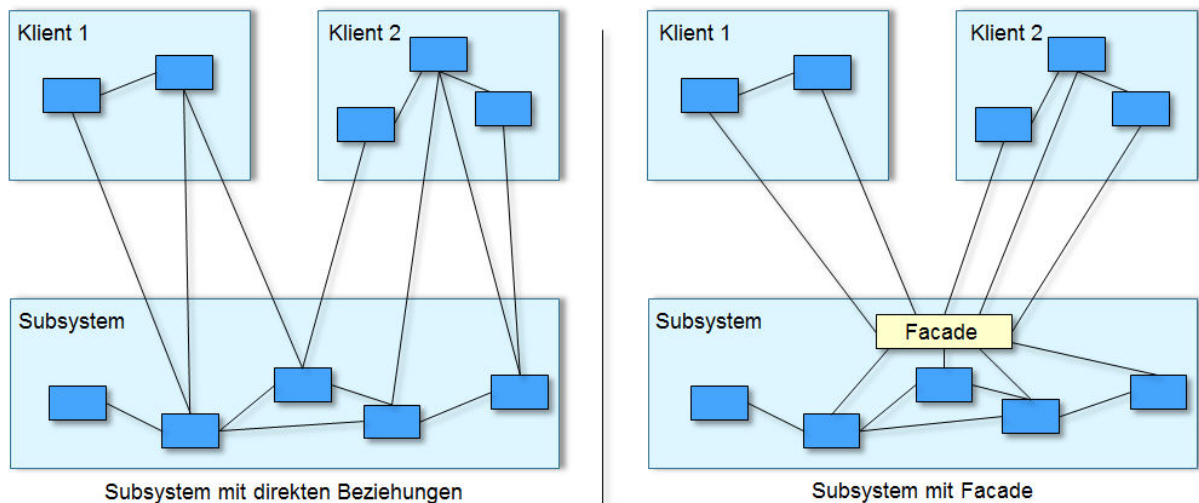 Klient 1
Klient 2
Subsystem
Subsystem mit direkten Beziehungen
Klient 1
Klient 2
Subsystem
Facade
Subsystem mit Facade